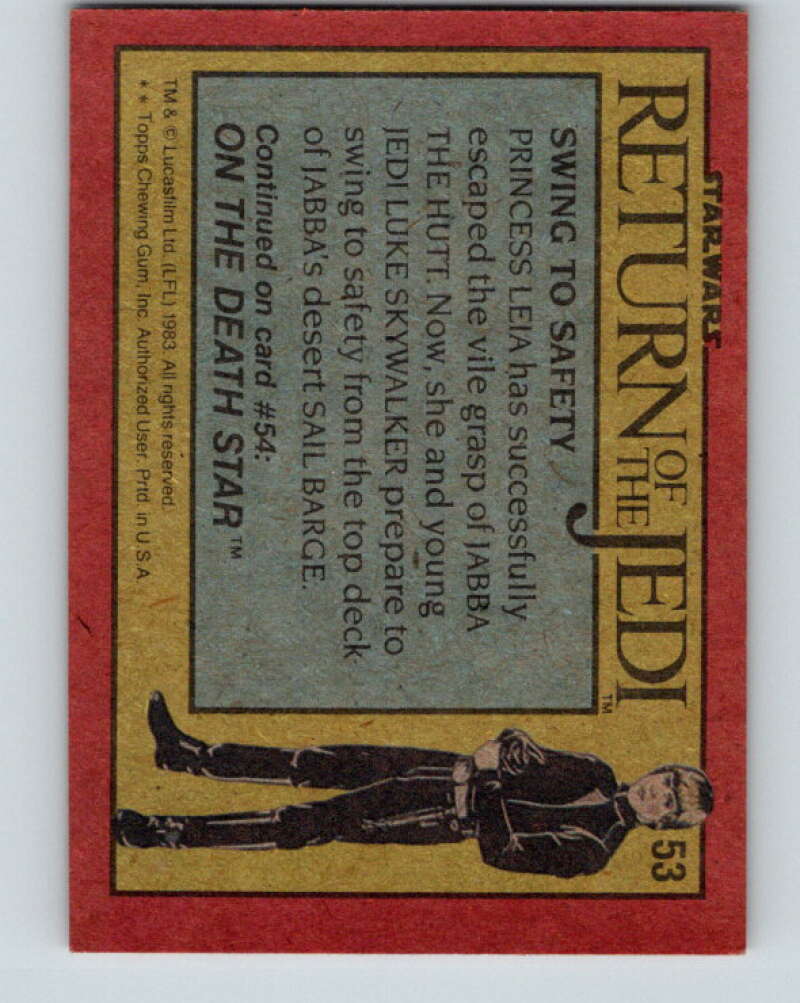 STAR WARS
RETURN OF THE JEDI™
53
SWING TO SAFETY
PRINCESS LEIA has successfully
escaped the vile grasp of JABBA
THE HUTT. Now, she and young
JEDI LUKE SKYWALKER prepare to
swing to safety from the top deck
of JABBA's desert SAIL BARGE.
Continued on card #54:
ON THE DEATH STAR™
TM & © Lucasfilm Ltd. (LFL) 1983. All rights reserved.
** Topps Chewing Gum, Inc. Authorized User. Prtd. in U.S.A.